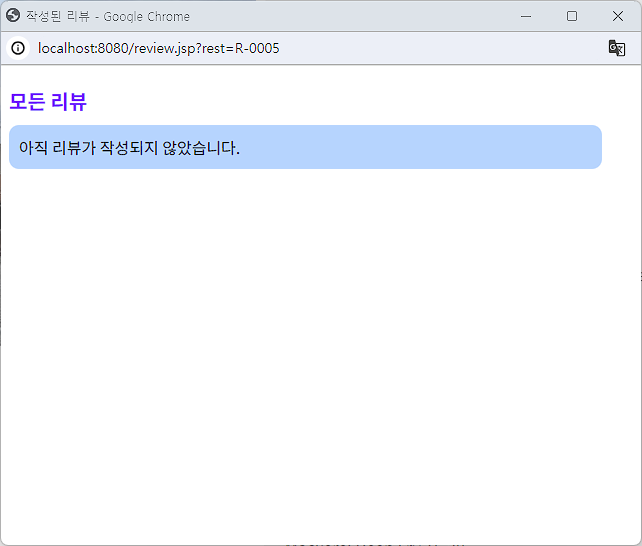 작성된 리뷰 - Google Chrome
localhost:8080/review.jsp?rest=R-0005
모든 리뷰
아직 리뷰가 작성되지 않았습니다.